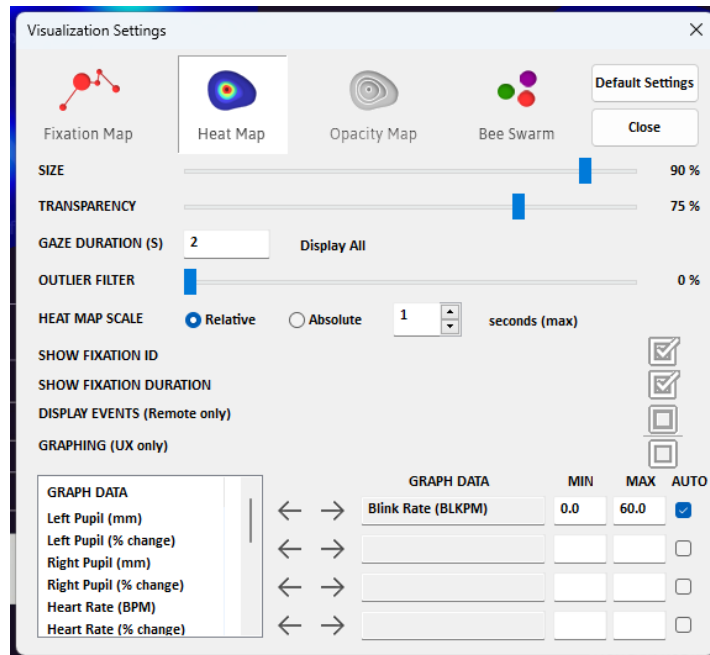 Visualization Settings
Default Settings
Fixation Map
Heat Map
Opacity Map
Bee Swarm
Close
SIZE
90 %
TRANSPARENCY
75 %
GAZE DURATION (S)
2
Display All
OUTLIER FILTER
0 %
HEAT MAP SCALE
Relative
Absolute
1
seconds (max)
SHOW FIXATION ID
SHOW FIXATION DURATION
DISPLAY EVENTS (Remote only)
GRAPHING (UX only)
GRAPH DATA
Left Pupil (mm)
Left Pupil (% change)
Right Pupil (mm)
Right Pupil (% change)
Heart Rate (BPM)
Heart Rate (% change)
GRAPH DATA
MIN
MAX
AUTO
Blink Rate (BLKPM)
0.0
60.0